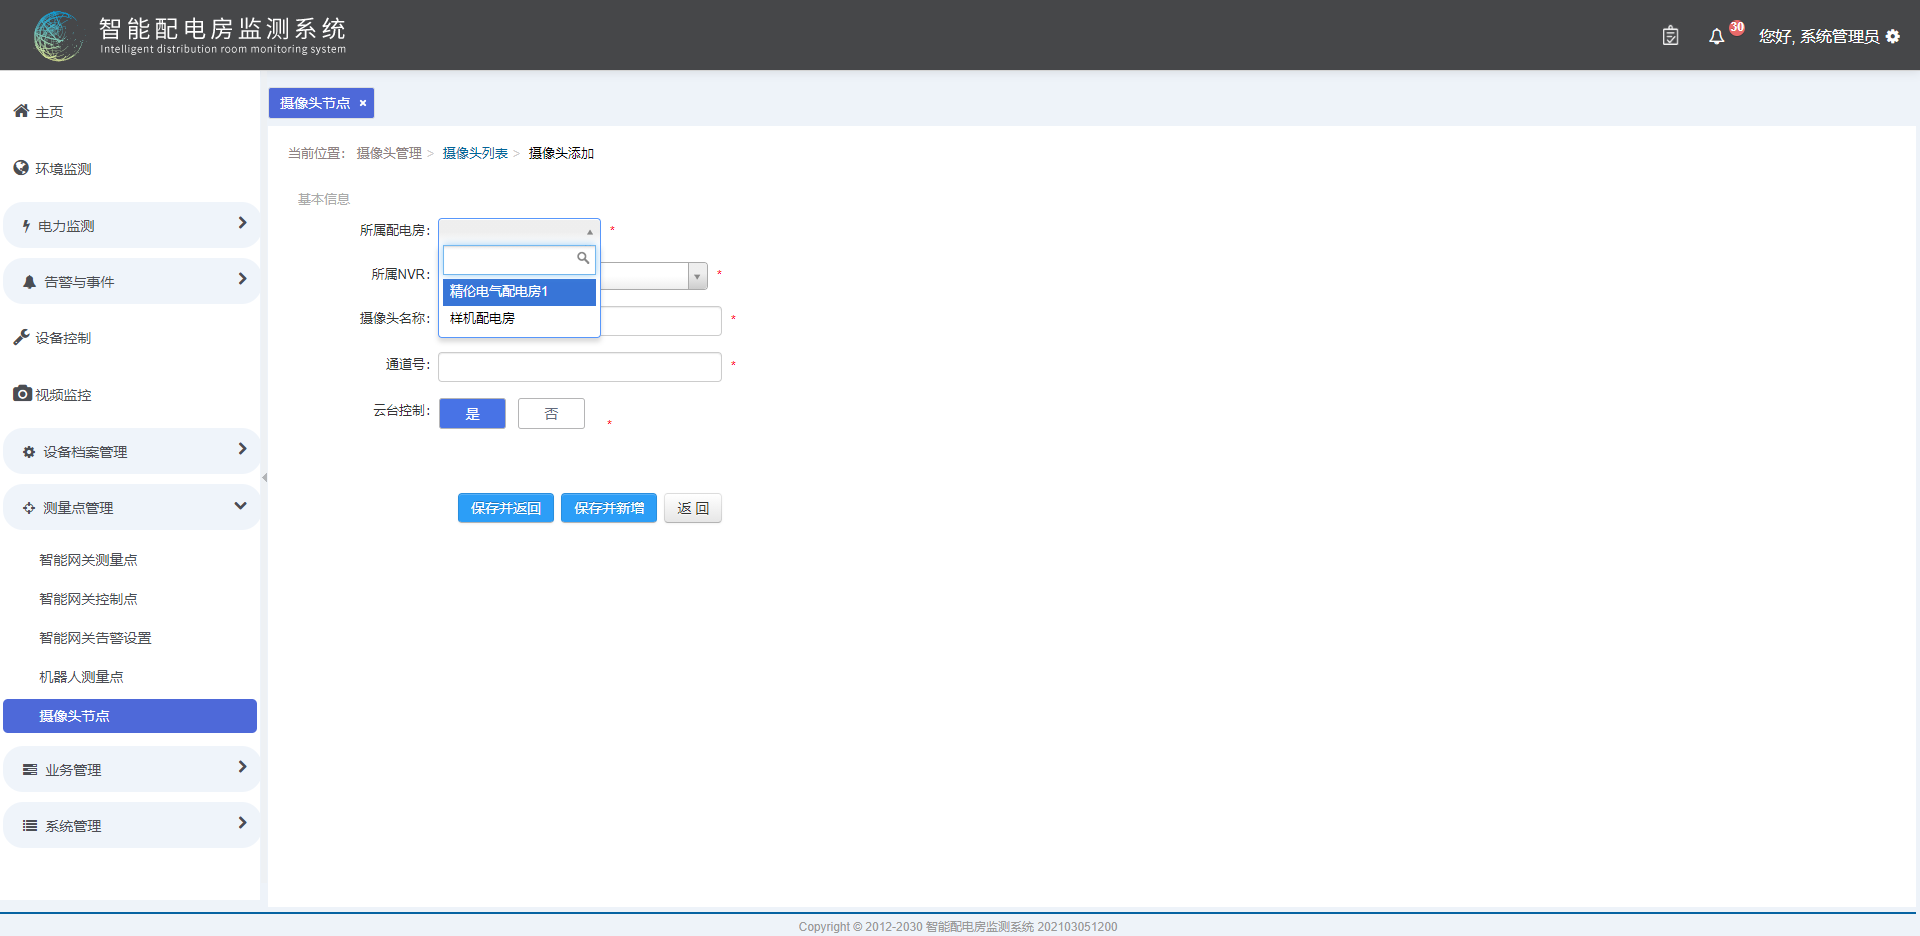 智能配电房监测系统
Intelligent distribution room monitoring system
30
您好, 系统管理员
主页
环境监测
电力监测
告警与事件
设备控制
视频监控
设备档案管理
测量点管理
智能网关测量点
智能网关控制点
智能网关告警设置
机器人测量点
摄像头节点
业务管理
系统管理
摄像头节点 ×
当前位置： 摄像头管理 > 摄像头列表 > 摄像头添加
基本信息
所属配电房： *
精伦电气配电房1
样机配电房
所属NVR： *
摄像头名称： *
通道号： *
云台控制： 是 否 *
保存并返回 保存并新增 返 回
Copyright © 2012-2030 智能配电房监测系统 202103051200